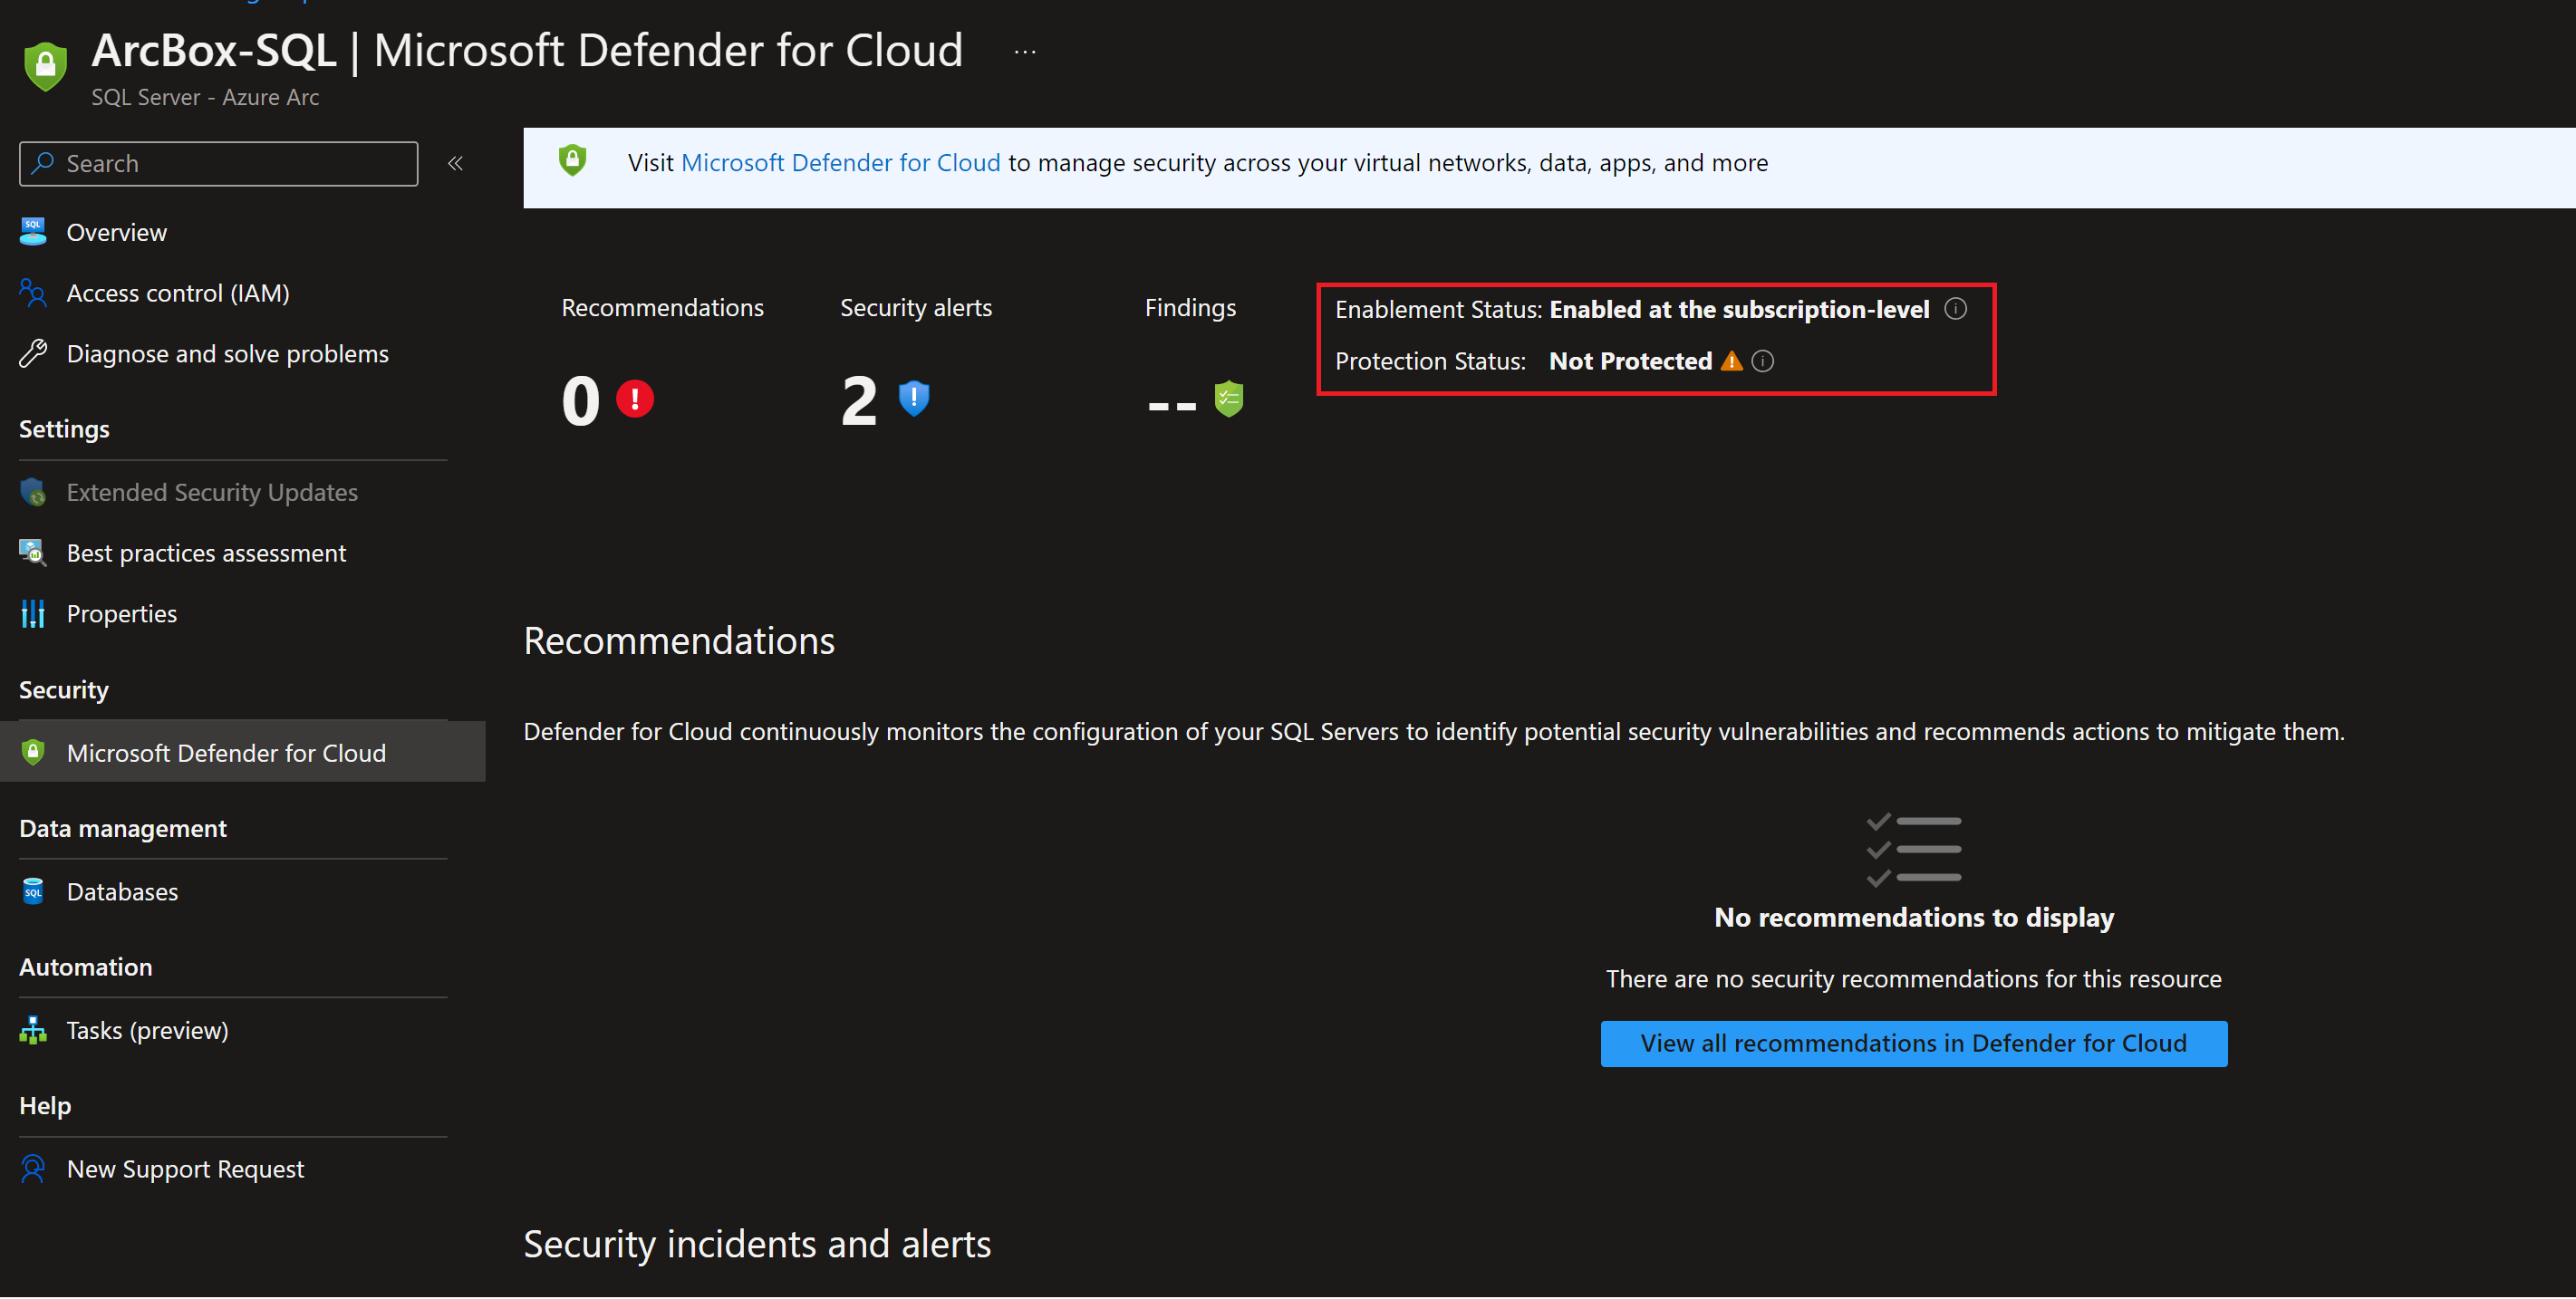 ArcBox-SQL | Microsoft Defender for Cloud ...
SQL Server - Azure Arc
Search
«
Overview
Access control (IAM)
Diagnose and solve problems
Settings
Extended Security Updates
Best practices assessment
Properties
Security
Microsoft Defender for Cloud
Data management
Databases
Automation
Tasks (preview)
Help
New Support Request
Visit Microsoft Defender for Cloud to manage security across your virtual networks, data, apps, and more
Recommendations
0
Security alerts
2
Findings
--
Enablement Status: Enabled at the subscription-level
Protection Status: Not Protected
Recommendations
Defender for Cloud continuously monitors the configuration of your SQL Servers to identify potential security vulnerabilities and recommends actions to mitigate them.
No recommendations to display
There are no security recommendations for this resource
View all recommendations in Defender for Cloud
Security incidents and alerts